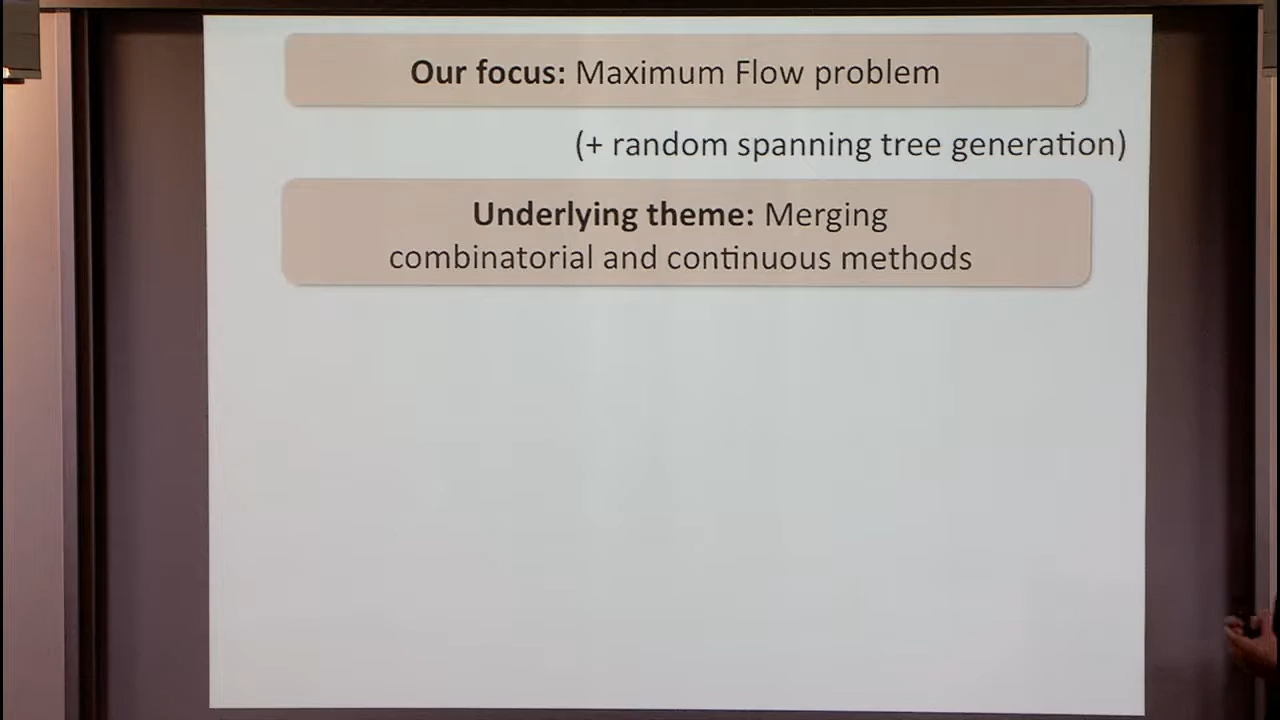 Our focus: Maximum Flow problem
(+ random spanning tree generation)
Underlying theme: Merging
combinatorial and continuous methods